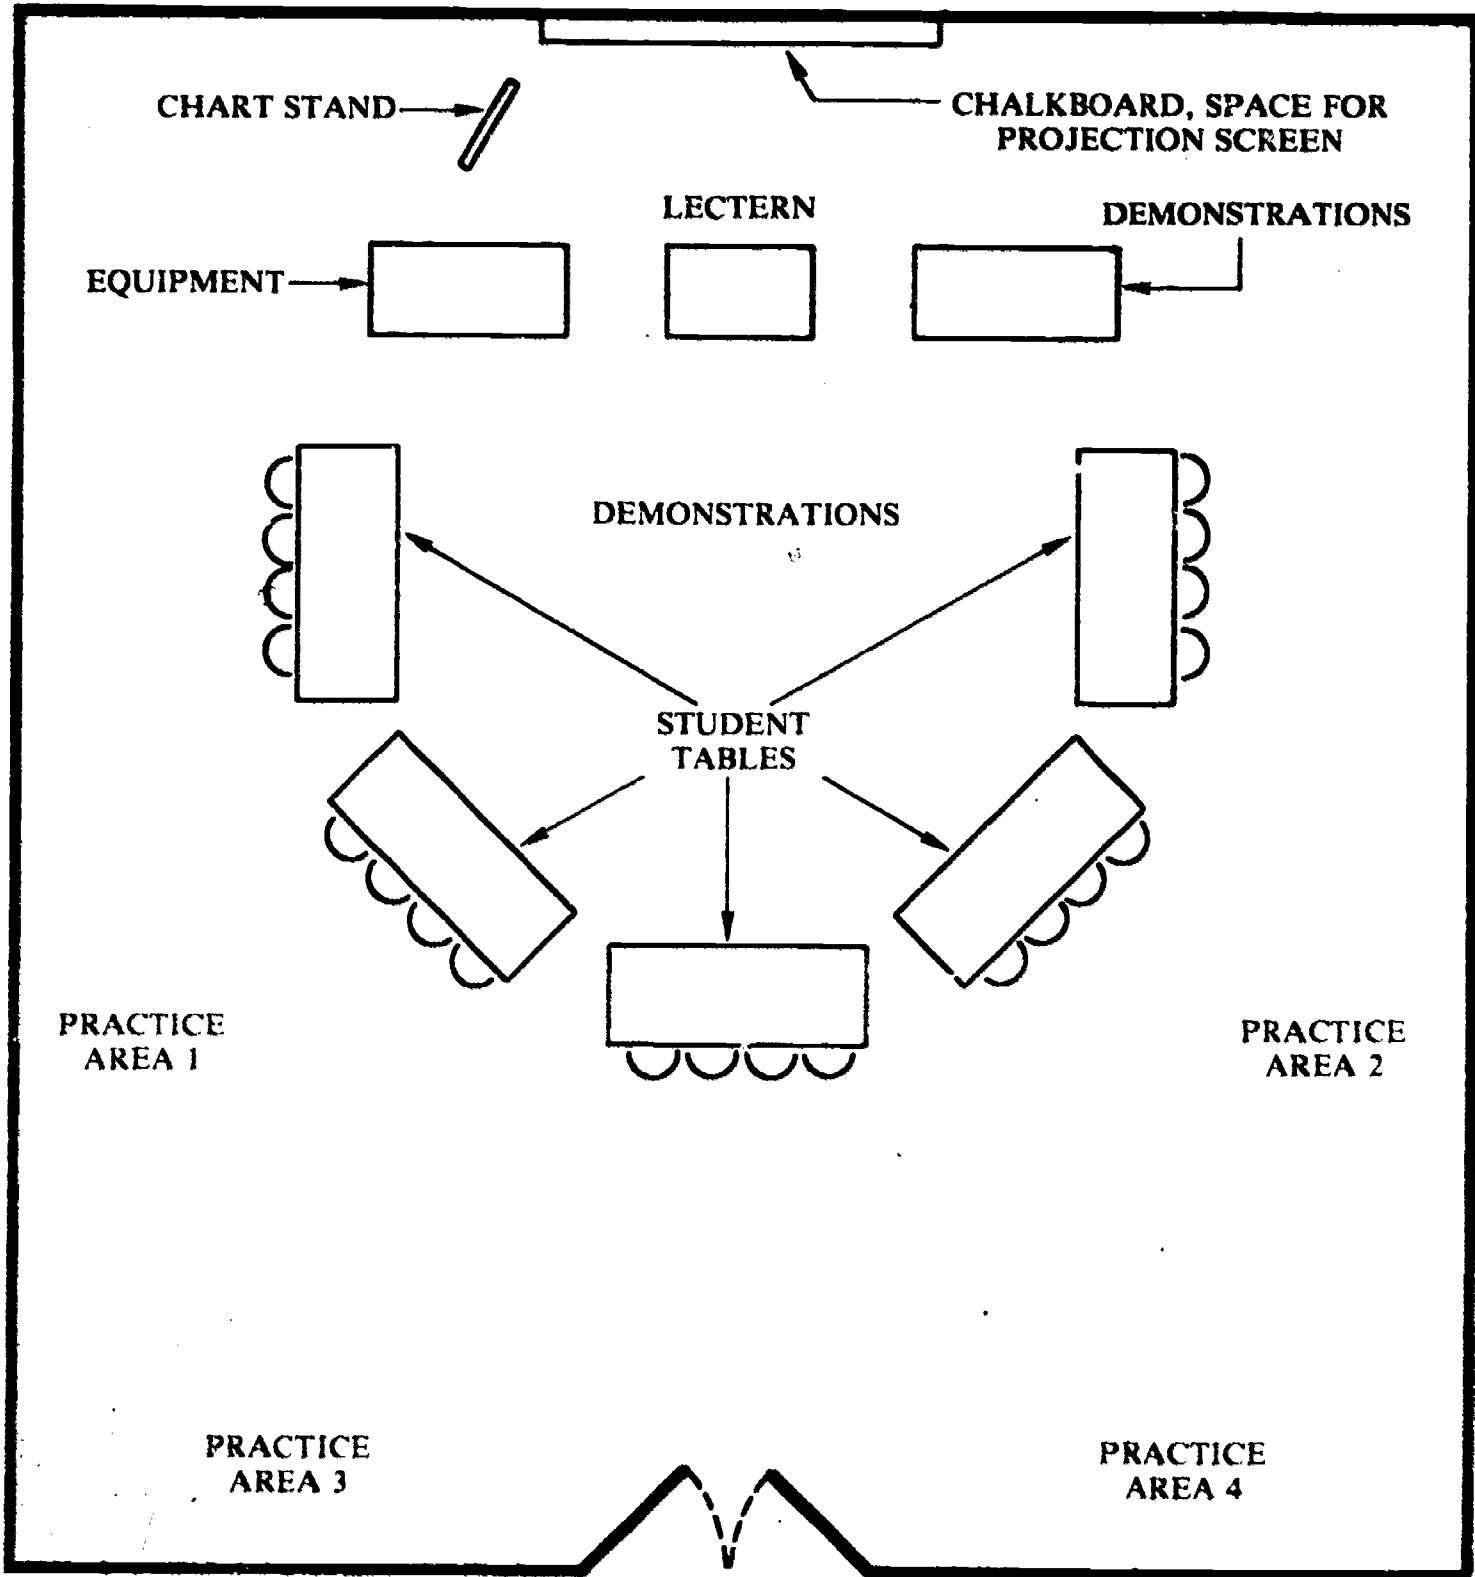 CHART STAND
CHALKBOARD, SPACE FOR
PROJECTION SCREEN
LECTERN
DEMONSTRATIONS
EQUIPMENT
DEMONSTRATIONS
STUDENT
TABLES
PRACTICE
AREA 1
PRACTICE
AREA 2
PRACTICE
AREA 3
PRACTICE
AREA 4